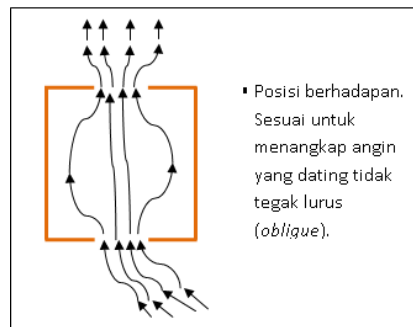 ▪ Posisi berhadapan.
Sesuai untuk
menangkap angin
yang dating tidak
tegak lurus
(oblique).